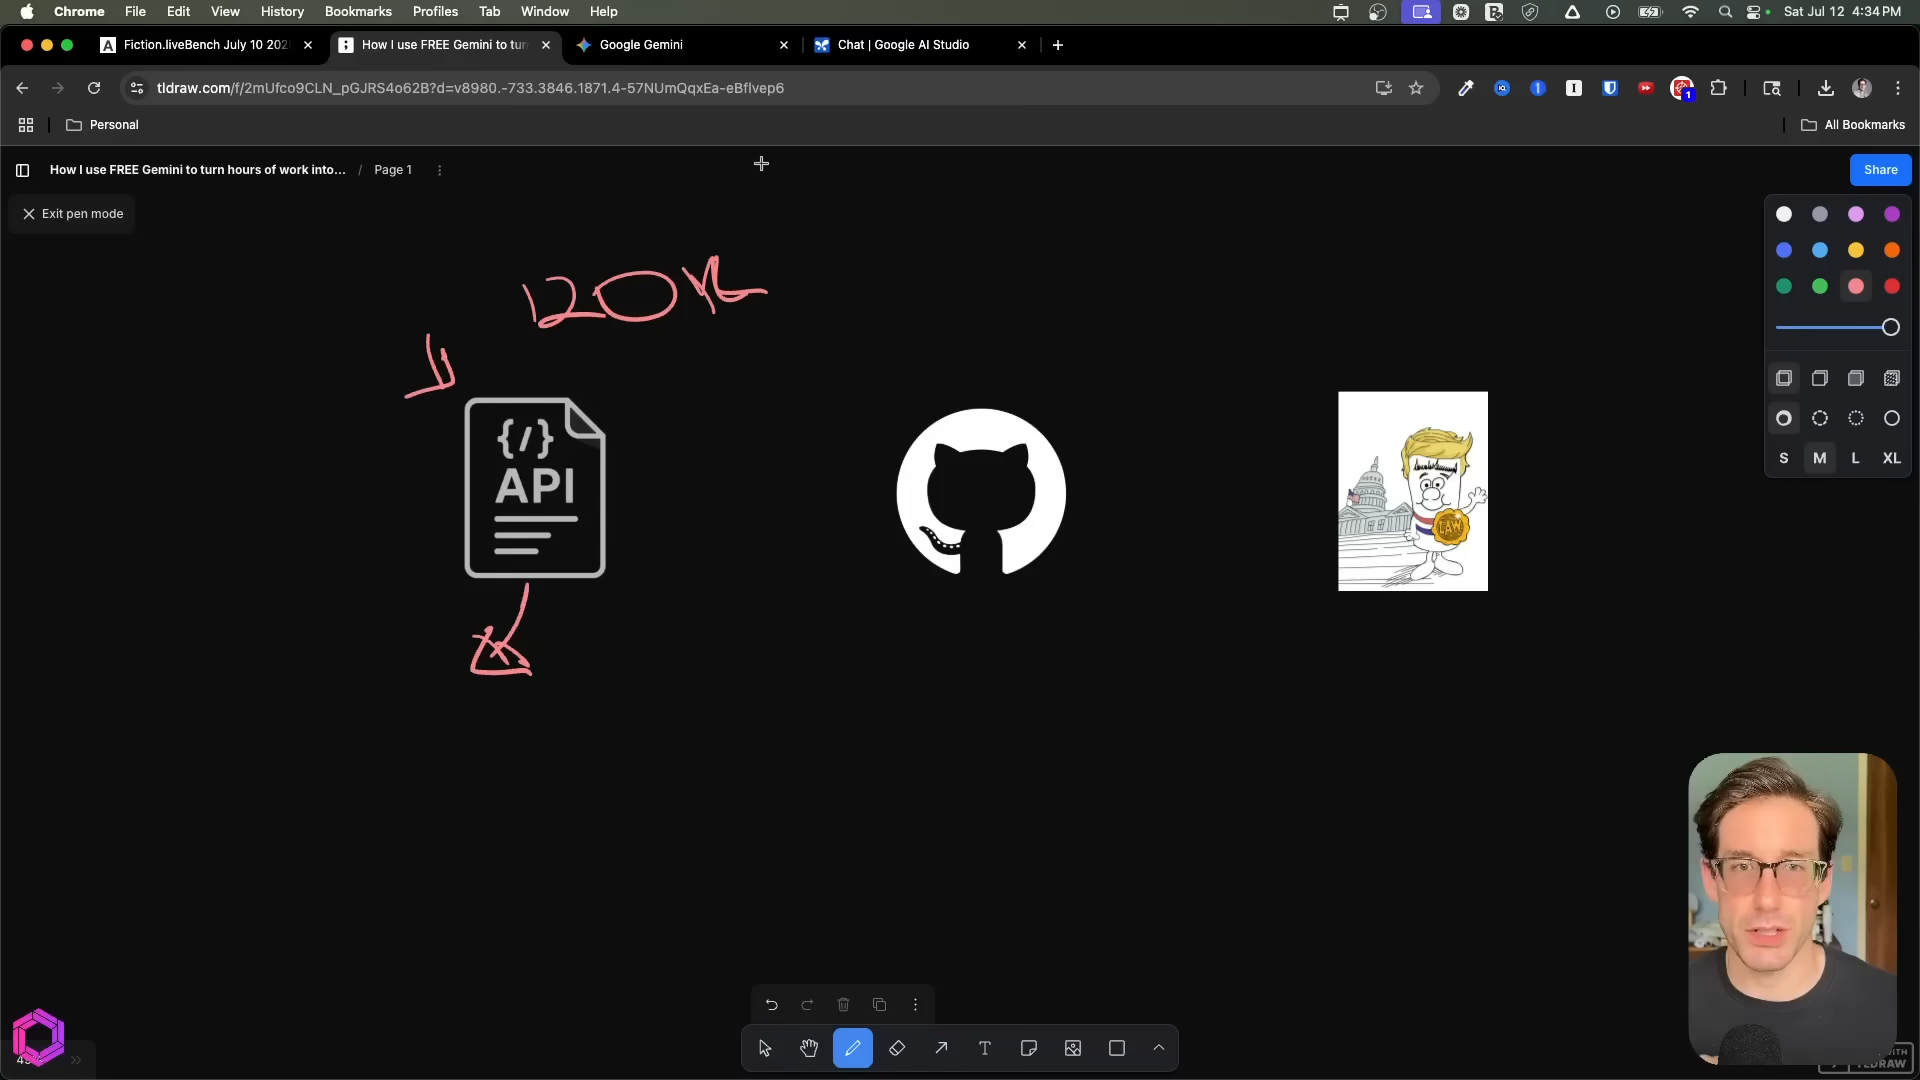 Chrome File Edit View History Bookmarks Profiles Tab Window Help Sat Jul 12 4:34 PM
Fiction.liveBench July 10 202 How I use FREE Gemini to tur Google Gemini Chat | Google AI Studio
tldraw.com/f/2mUfco9CLN_pGJRS4o62B?d=v8980.-733.3846.1871.4-57NUmQqxEa-eBflvep6
1
Personal All Bookmarks
How I use FREE Gemini to turn hours of work into... / Page 1 Share
Exit pen mode
120K
{/}
API
LAW
S M L XL
T